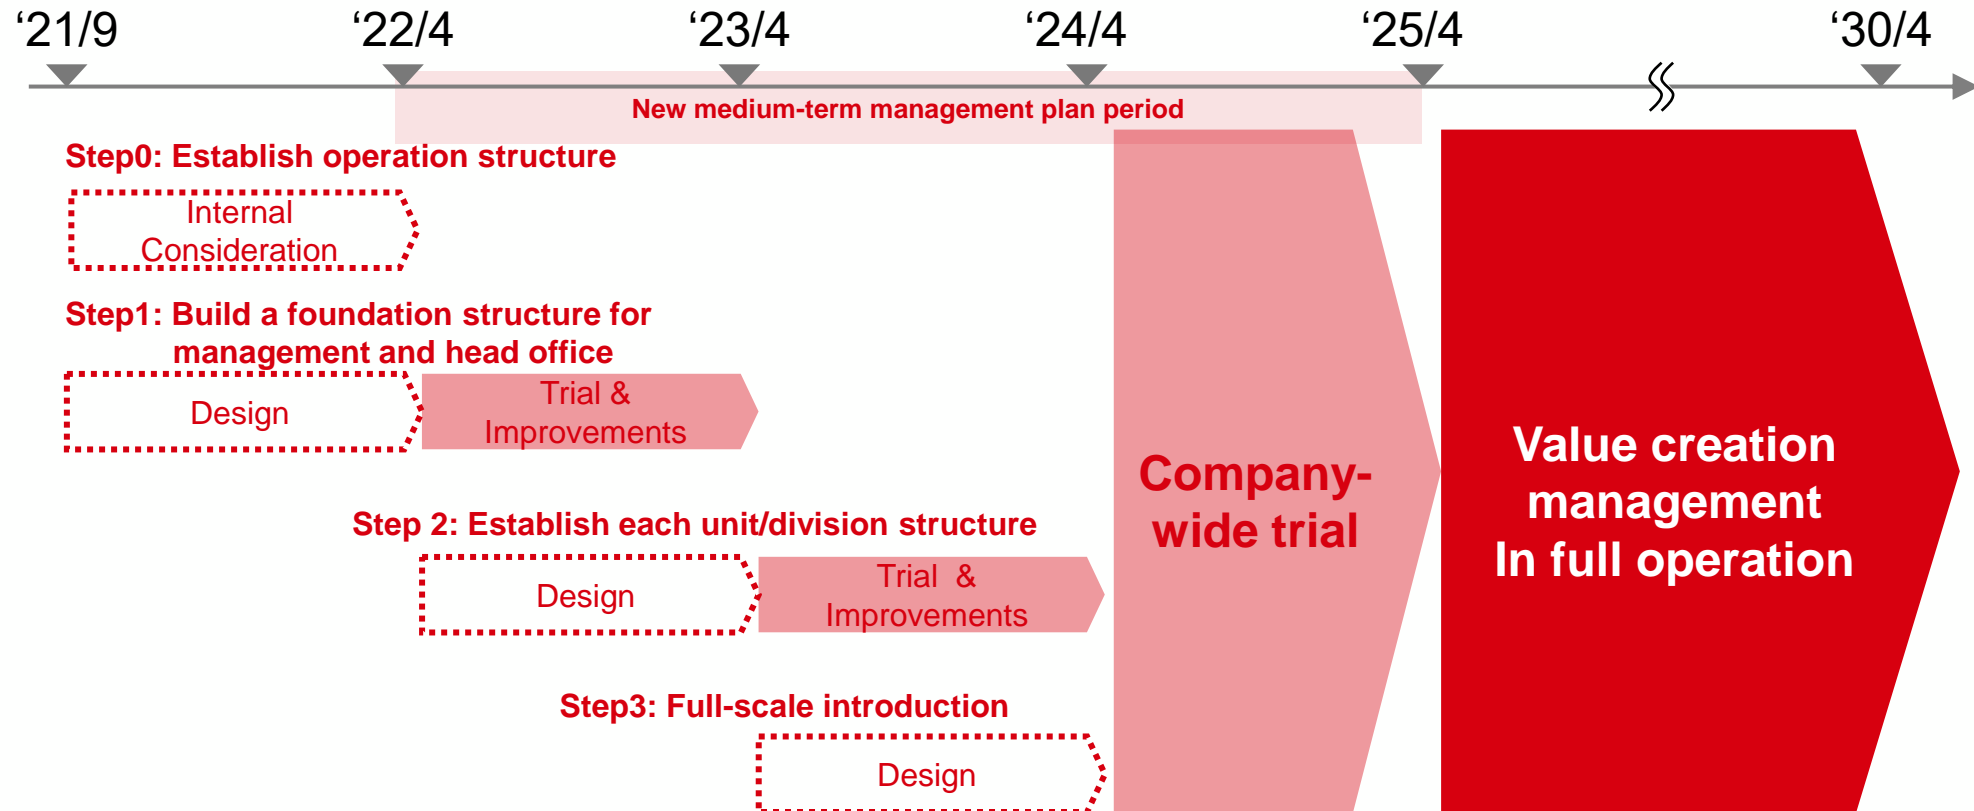 ‘21/9
‘22/4
‘23/4
‘24/4
‘25/4
‘30/4
New medium-term management plan period
Step0: Establish operation structure
Internal
Consideration
Step1: Build a foundation structure for
management and head office
Design
Trial &
Improvements
Step 2: Establish each unit/division structure
Design
Trial &
Improvements
Step3: Full-scale introduction
Design
Company-
wide trial
Value creation
management
In full operation